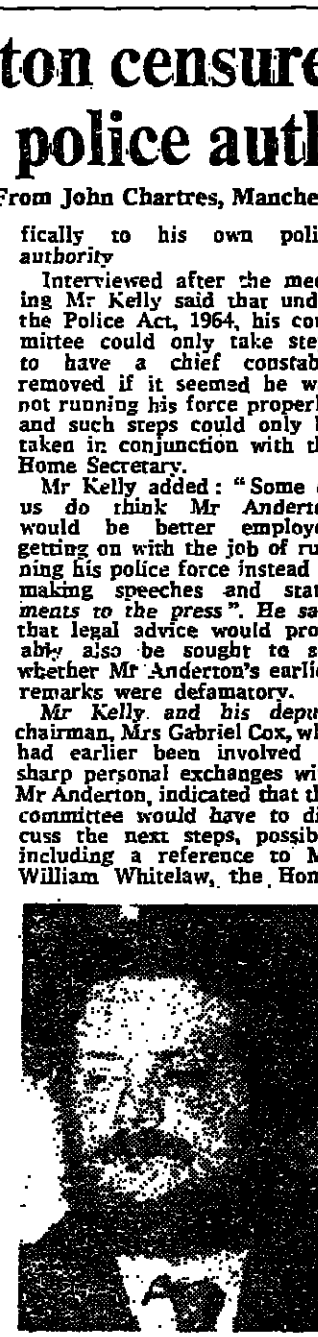 ton censure
police auth
From John Chartres, Manche
fically to his own poli
authority
Interviewed after the mee
ing Mr Kelly said that und
the Police Act, 1964, his com
mittee could only take ste
to have a chief constab
removed if it seemed he w
not running his force properl
and such steps could only b
taken in conjunction with th
Home Secretary.
Mr Kelly added: "Some o
us do think Mr Anderto
would be better employe
getting on with the job of ru
ning his police force instead
making speeches and stat
ments to the press". He sa
that legal advice would pro
ably also be sought to s
whether Mr Anderton's earlie
remarks were defamatory.
Mr Kelly and his deput
chairman, Mrs Gabriel Cox, wh
had earlier been involved
sharp personal exchanges wi
Mr Anderton, indicated that th
committee would have to di
cuss the next steps, possib
including a reference to M
William Whitelaw, the Hom